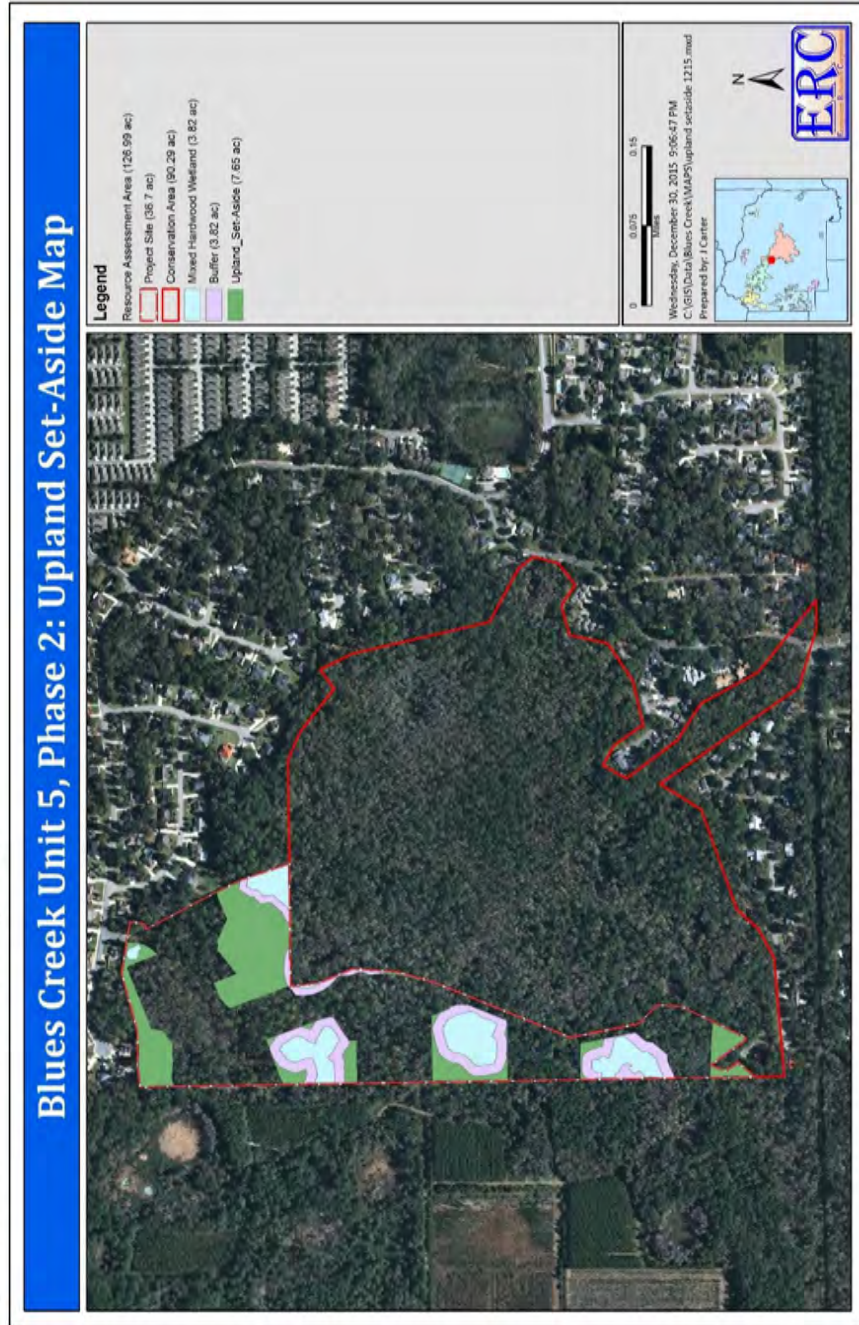 Blues Creek Unit 5, Phase 2: Upland Set-Aside Map
Legend
Resource Assessment Area (126.99 ac)
Project Site (36.7 ac)
Conservation Area (90.29 ac)
Mixed Hardwood Wetland (3.82 ac)
Buffer (3.82 ac)
Upland_Set-Aside (7.65 ac)
0 0.075 0.15
Miles
Wednesday, December 30, 2015 9:06:47 PM
C:\GIS\Data\Blues Creek\MAPS\upland setaside 1215.mxd
Prepared by: J Carter
N
ERC